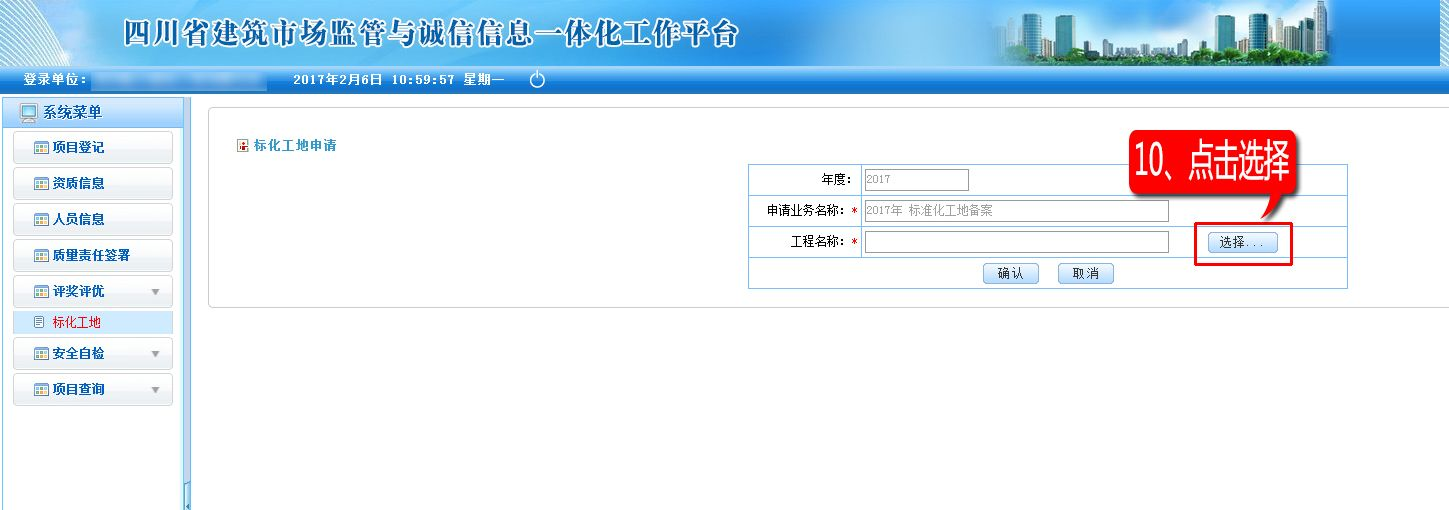 四川省建筑市场监管与诚信信息一体化工作平台
登录单位：
2017年2月6日 10:59:57 星期一
系统菜单
项目登记
资质信息
人员信息
质量责任签署
评奖评优
标化工地
安全自检
项目查询
标化工地申请
10、点击选择
年度： 2017
申请业务名称：* 2017年 标准化工地备案
工程名称：* 选择...
确认 取消